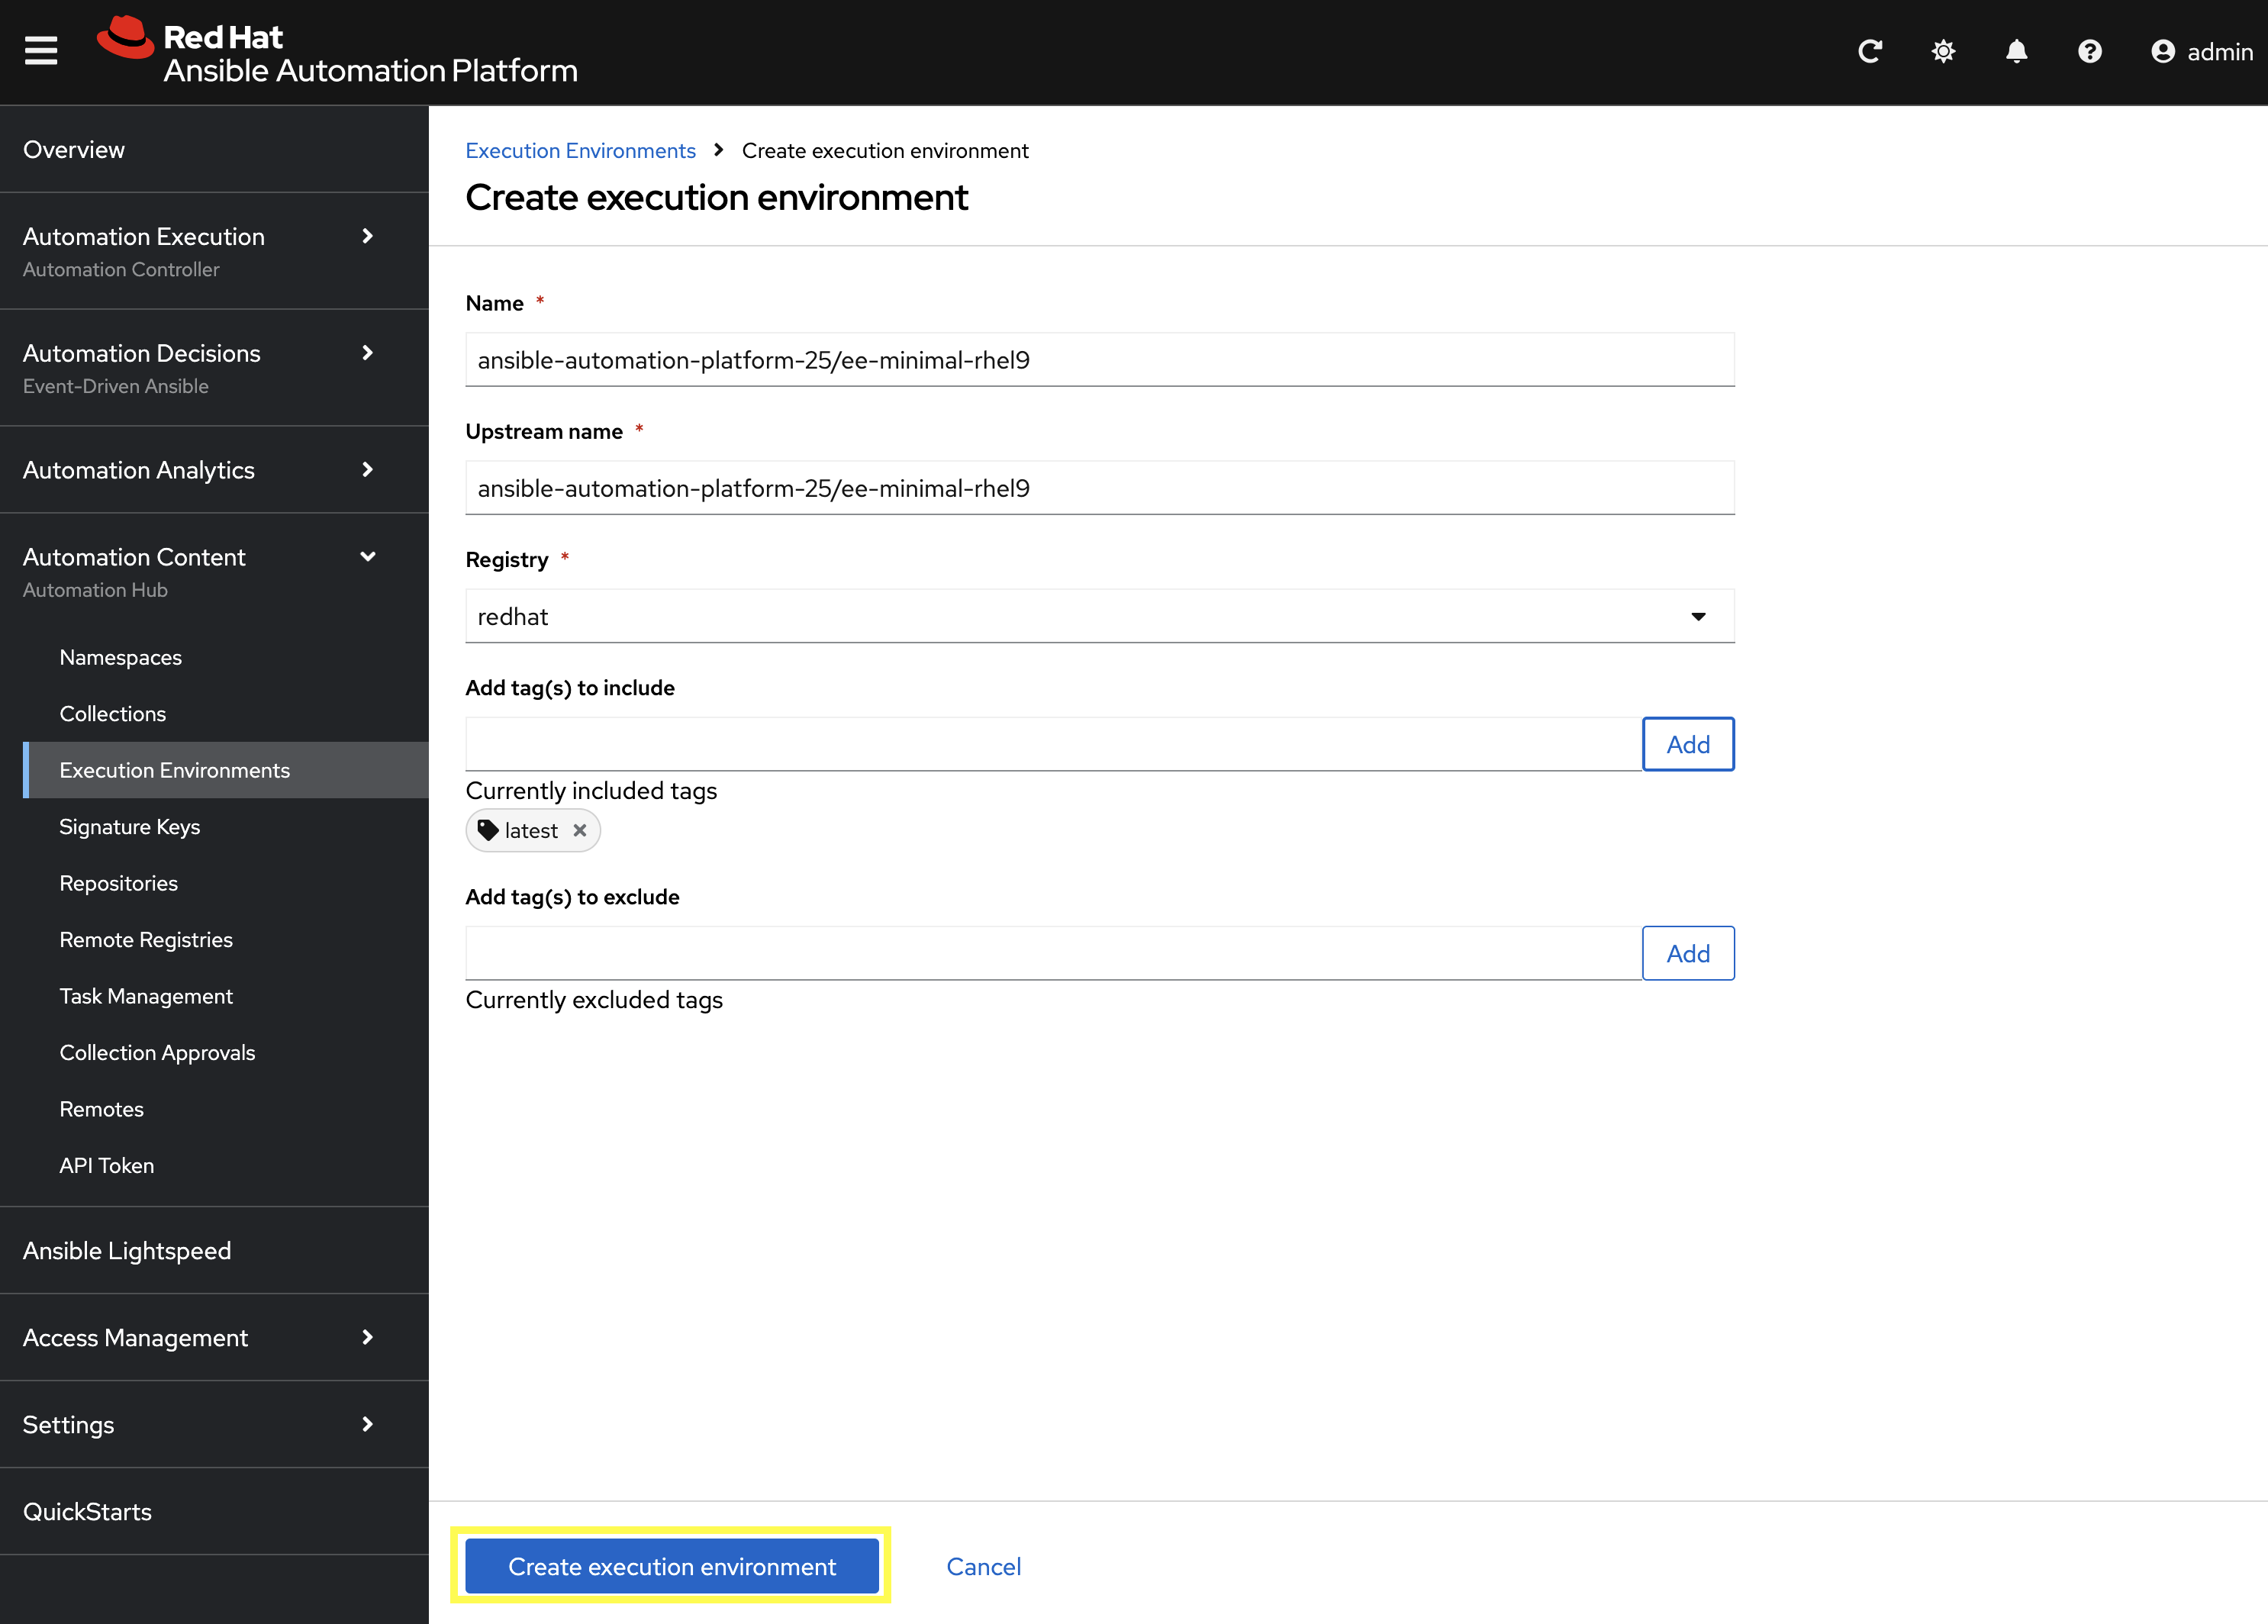 Red Hat
Ansible Automation Platform
admin
Overview
Automation Execution
Automation Controller
Automation Decisions
Event-Driven Ansible
Automation Analytics
Automation Content
Automation Hub
Namespaces
Collections
Execution Environments
Signature Keys
Repositories
Remote Registries
Task Management
Collection Approvals
Remotes
API Token
Ansible Lightspeed
Access Management
Settings
QuickStarts
Execution Environments > Create execution environment
Create execution environment
Name *
ansible-automation-platform-25/ee-minimal-rhel9
Upstream name *
ansible-automation-platform-25/ee-minimal-rhel9
Registry *
redhat
Add tag(s) to include
Add
Currently included tags
latest
Add tag(s) to exclude
Add
Currently excluded tags
Create execution environment
Cancel